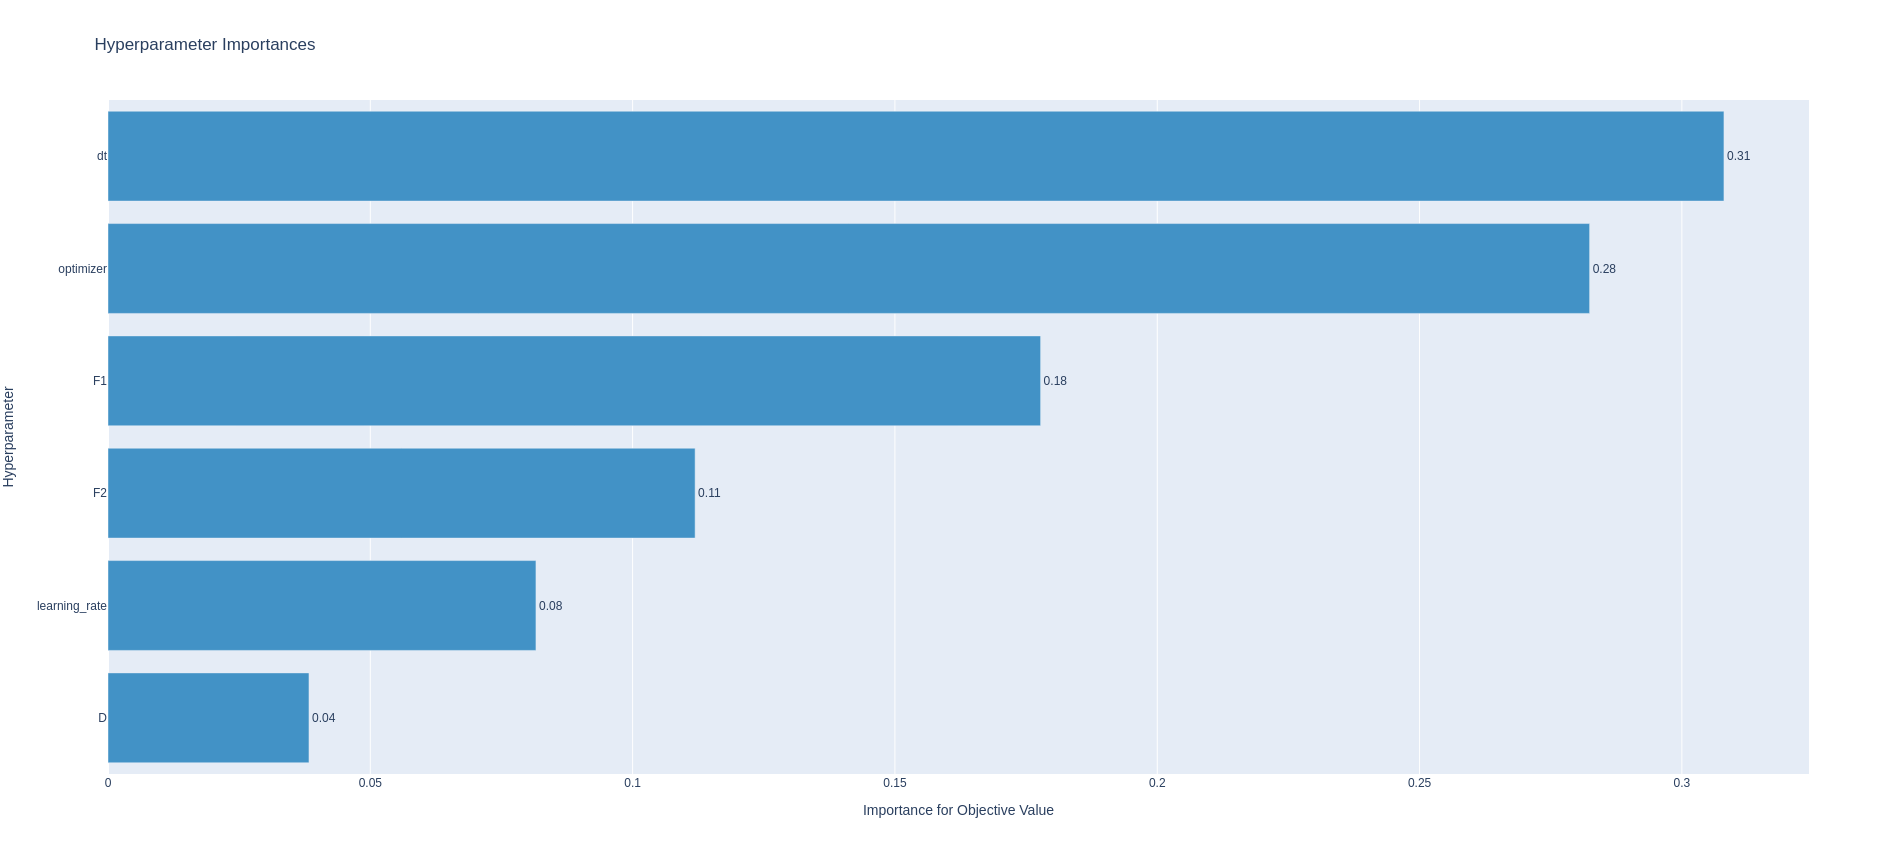 Hyperparameter Importances
Hyperparameter
dt
0.31
optimizer
0.28
F1
0.18
F2
0.11
learning_rate
0.08
D
0.04
0 0.05 0.1 0.15 0.2 0.25 0.3
Importance for Objective Value